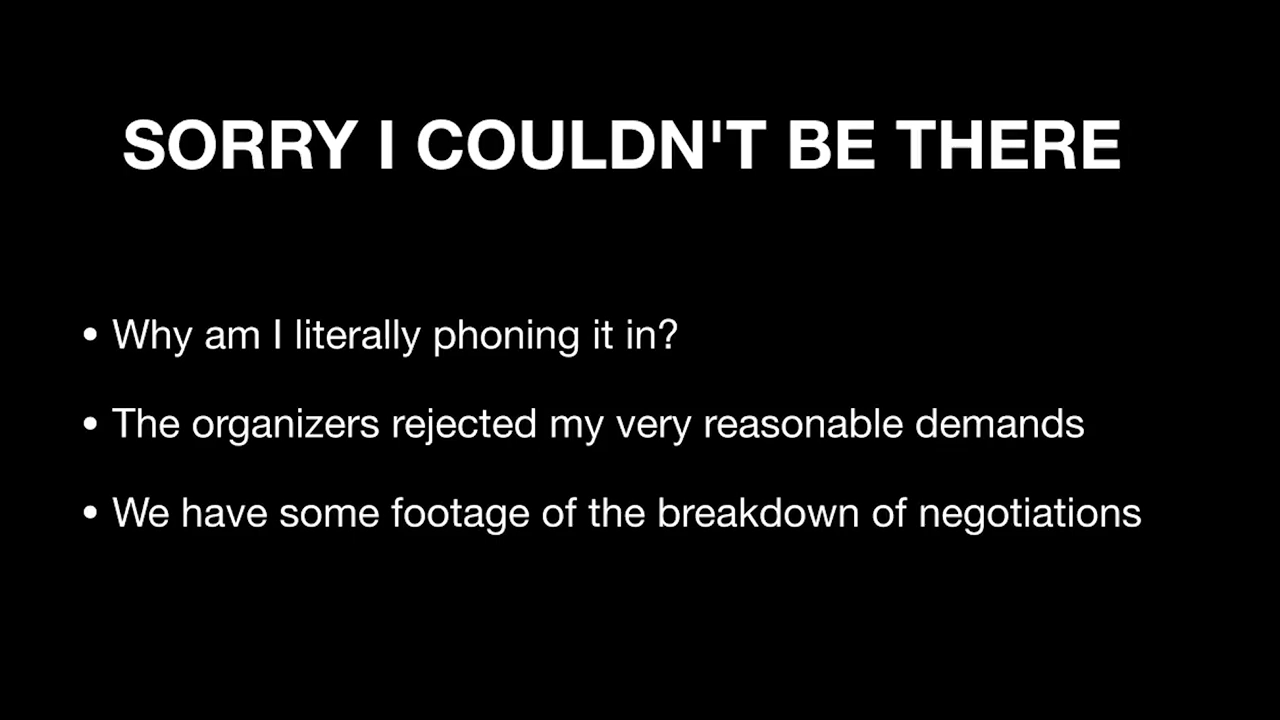 SORRY I COULDN'T BE THERE
• Why am I literally phoning it in?
• The organizers rejected my very reasonable demands
• We have some footage of the breakdown of negotiations